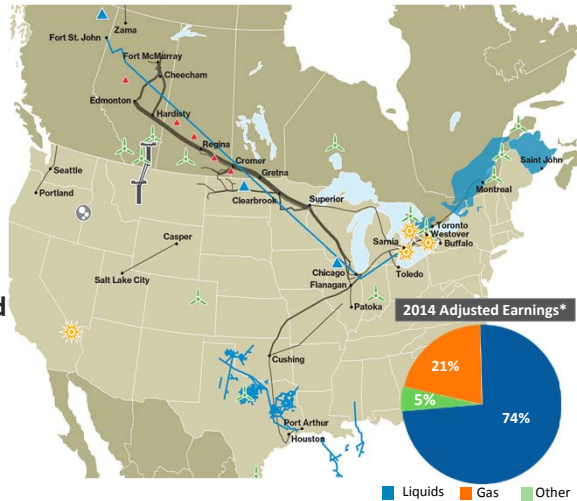 Zama
Fort St. John
Fort McMurray
Cheecham
Edmonton
Hardisty
Regina
Cromer
Gretna
Seattle
Portland
Clearbrook
Superior
Saint John
Montreal
Toronto
Westover
Sarnia
Buffalo
Toledo
Casper
Salt Lake City
Chicago
Flanagan
Patoka
d
Cushing
Port Arthur
Houston
2014 Adjusted Earnings*
21%
5%
74%
Liquids Gas Other